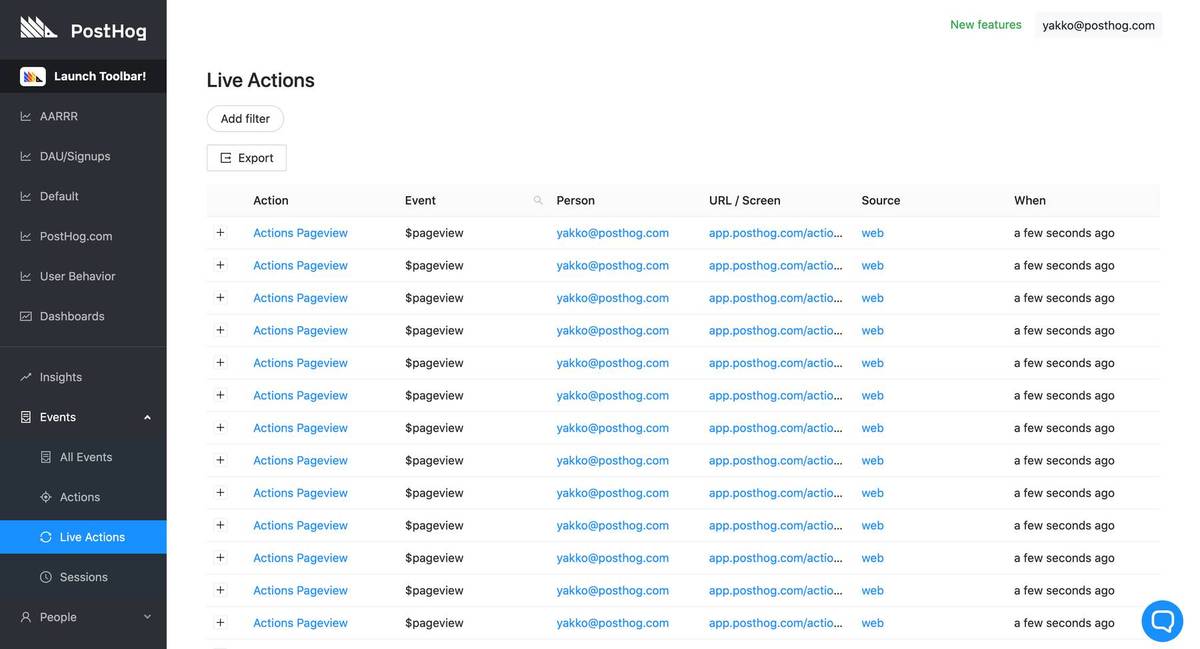 PostHog
New features
yakko@posthog.com
Launch Toolbar!
AARRR
DAU/Signups
Default
PostHog.com
User Behavior
Dashboards
Insights
Events
All Events
Actions
Live Actions
Sessions
People
Live Actions
Add filter
Export
Action Event Person URL / Screen Source When
Actions Pageview $pageview yakko@posthog.com app.posthog.com/actio... web a few seconds ago
Actions Pageview $pageview yakko@posthog.com app.posthog.com/actio... web a few seconds ago
Actions Pageview $pageview yakko@posthog.com app.posthog.com/actio... web a few seconds ago
Actions Pageview $pageview yakko@posthog.com app.posthog.com/actio... web a few seconds ago
Actions Pageview $pageview yakko@posthog.com app.posthog.com/actio... web a few seconds ago
Actions Pageview $pageview yakko@posthog.com app.posthog.com/actio... web a few seconds ago
Actions Pageview $pageview yakko@posthog.com app.posthog.com/actio... web a few seconds ago
Actions Pageview $pageview yakko@posthog.com app.posthog.com/actio... web a few seconds ago
Actions Pageview $pageview yakko@posthog.com app.posthog.com/actio... web a few seconds ago
Actions Pageview $pageview yakko@posthog.com app.posthog.com/actio... web a few seconds ago
Actions Pageview $pageview yakko@posthog.com app.posthog.com/actio... web a few seconds ago
Actions Pageview $pageview yakko@posthog.com app.posthog.com/actio... web a few seconds ago
Actions Pageview $pageview yakko@posthog.com app.posthog.com/actio... web a few seconds ago